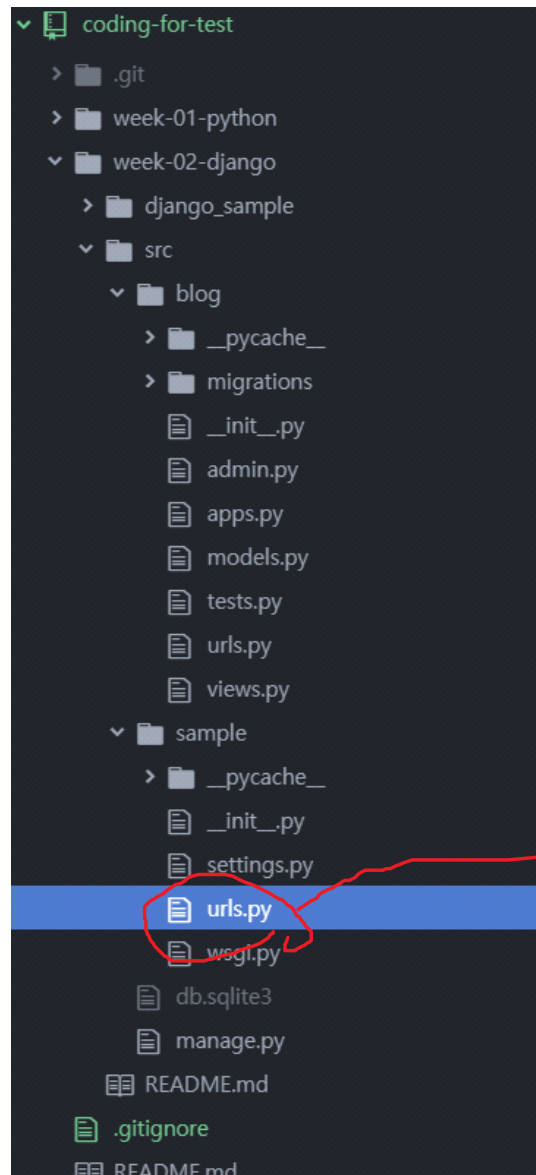 coding-for-test
.git
week-01-python
week-02-django
django_sample
src
blog
__pycache__
migrations
__init__.py
admin.py
apps.py
models.py
tests.py
urls.py
views.py
sample
__pycache__
__init__.py
settings.py
urls.py
wsgi.py
db.sqlite3
manage.py
README.md
.gitignore
README.md